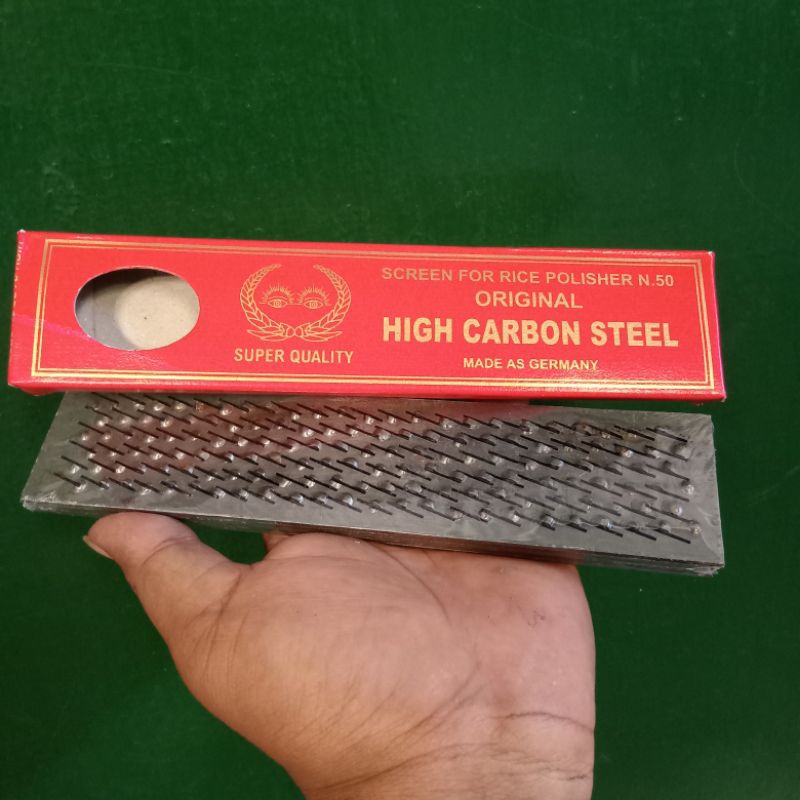 SCREEN FOR RICE POLISHER N.50
ORIGINAL
HIGH CARBON STEEL
MADE AS GERMANY
SUPER QUALITY